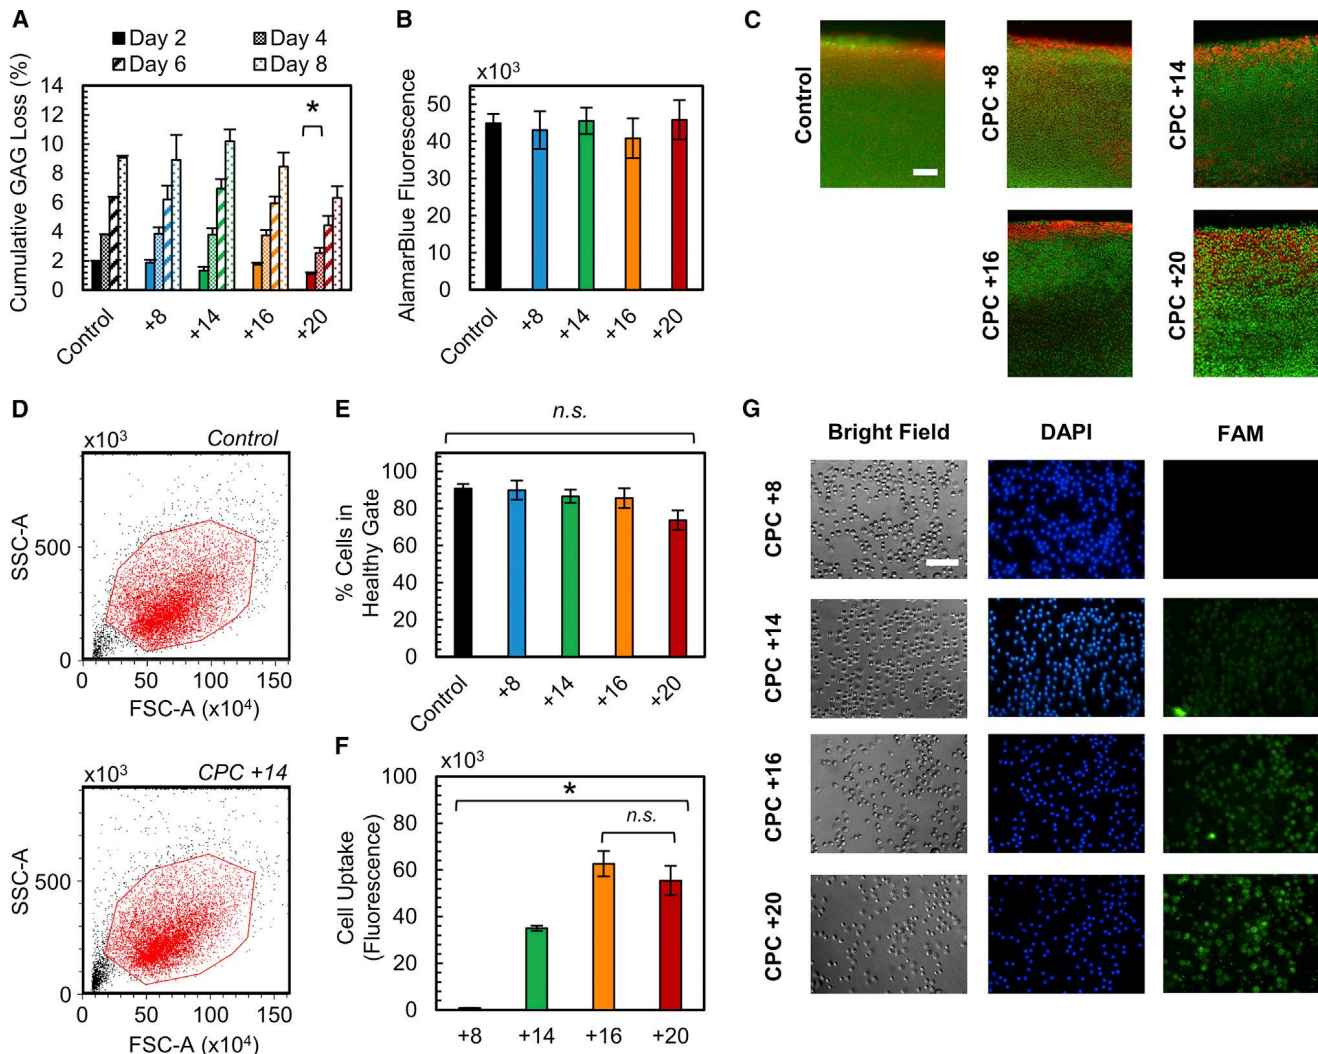 A
Day 2 Day 4
Day 6 Day 8
Cumulative GAG Loss (%)
14
12
10
8
6
4
2
0
*
Control +8 +14 +16 +20
B
x10³
AlamarBlue Fluorescence
50
40
30
20
10
0
Control +8 +14 +16 +20
C
Control
CPC +8
CPC +14
CPC +16
CPC +20
D
x10³ Control
SSC-A
500
0
0 50 100 150
FSC-A (x10⁴)
x10³ CPC +14
SSC-A
500
0
0 50 100 150
FSC-A (x10⁴)
E
n.s.
% Cells in
Healthy Gate
100
80
60
40
20
0
Control +8 +14 +16 +20
F
x10³
Cell Uptake
(Fluorescence)
100
80
60
40
20
0
*
n.s.
+8 +14 +16 +20
G
Bright Field DAPI FAM
CPC +8
CPC +14
CPC +16
CPC +20